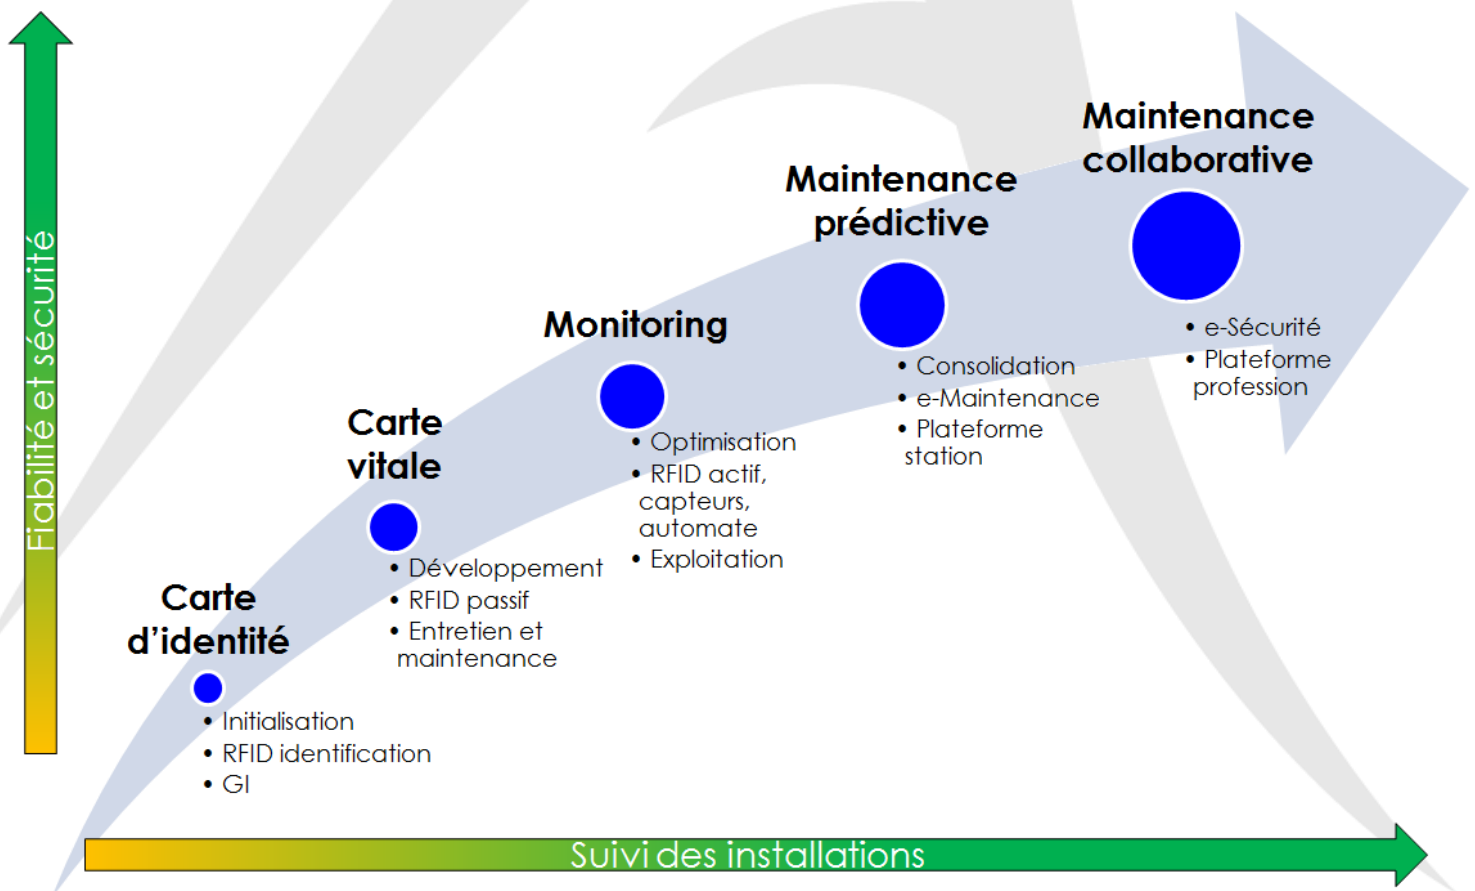 Fiabilité et sécurité
Carte
d’identité
• Initialisation
• RFID identification
• GI
Carte
vitale
• Développement
• RFID passif
• Entretien et
maintenance
Monitoring
• Optimisation
• RFID actif,
capteurs,
automate
• Exploitation
Maintenance
prédictive
• Consolidation
• e-Maintenance
• Plateforme
station
Maintenance
collaborative
• e-Sécurité
• Plateforme
profession
Suivi des installations